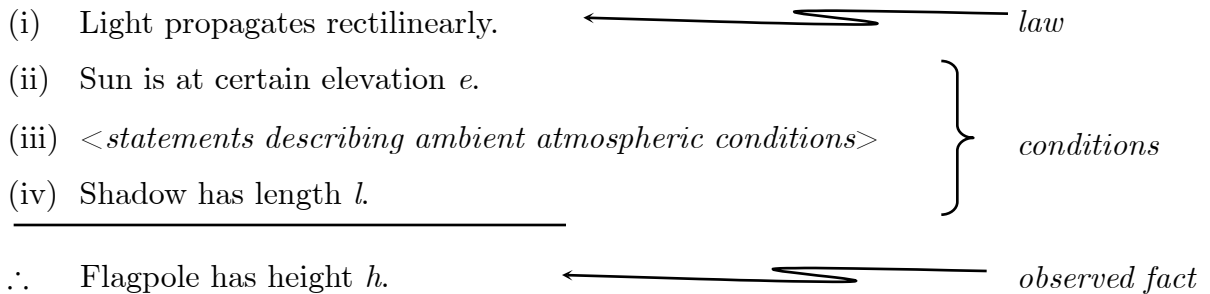 (i) Light propagates rectilinearly. law
(ii) Sun is at certain elevation e.
(iii) <statements describing ambient atmospheric conditions> conditions
(iv) Shadow has length l.
∴ Flagpole has height h. observed fact